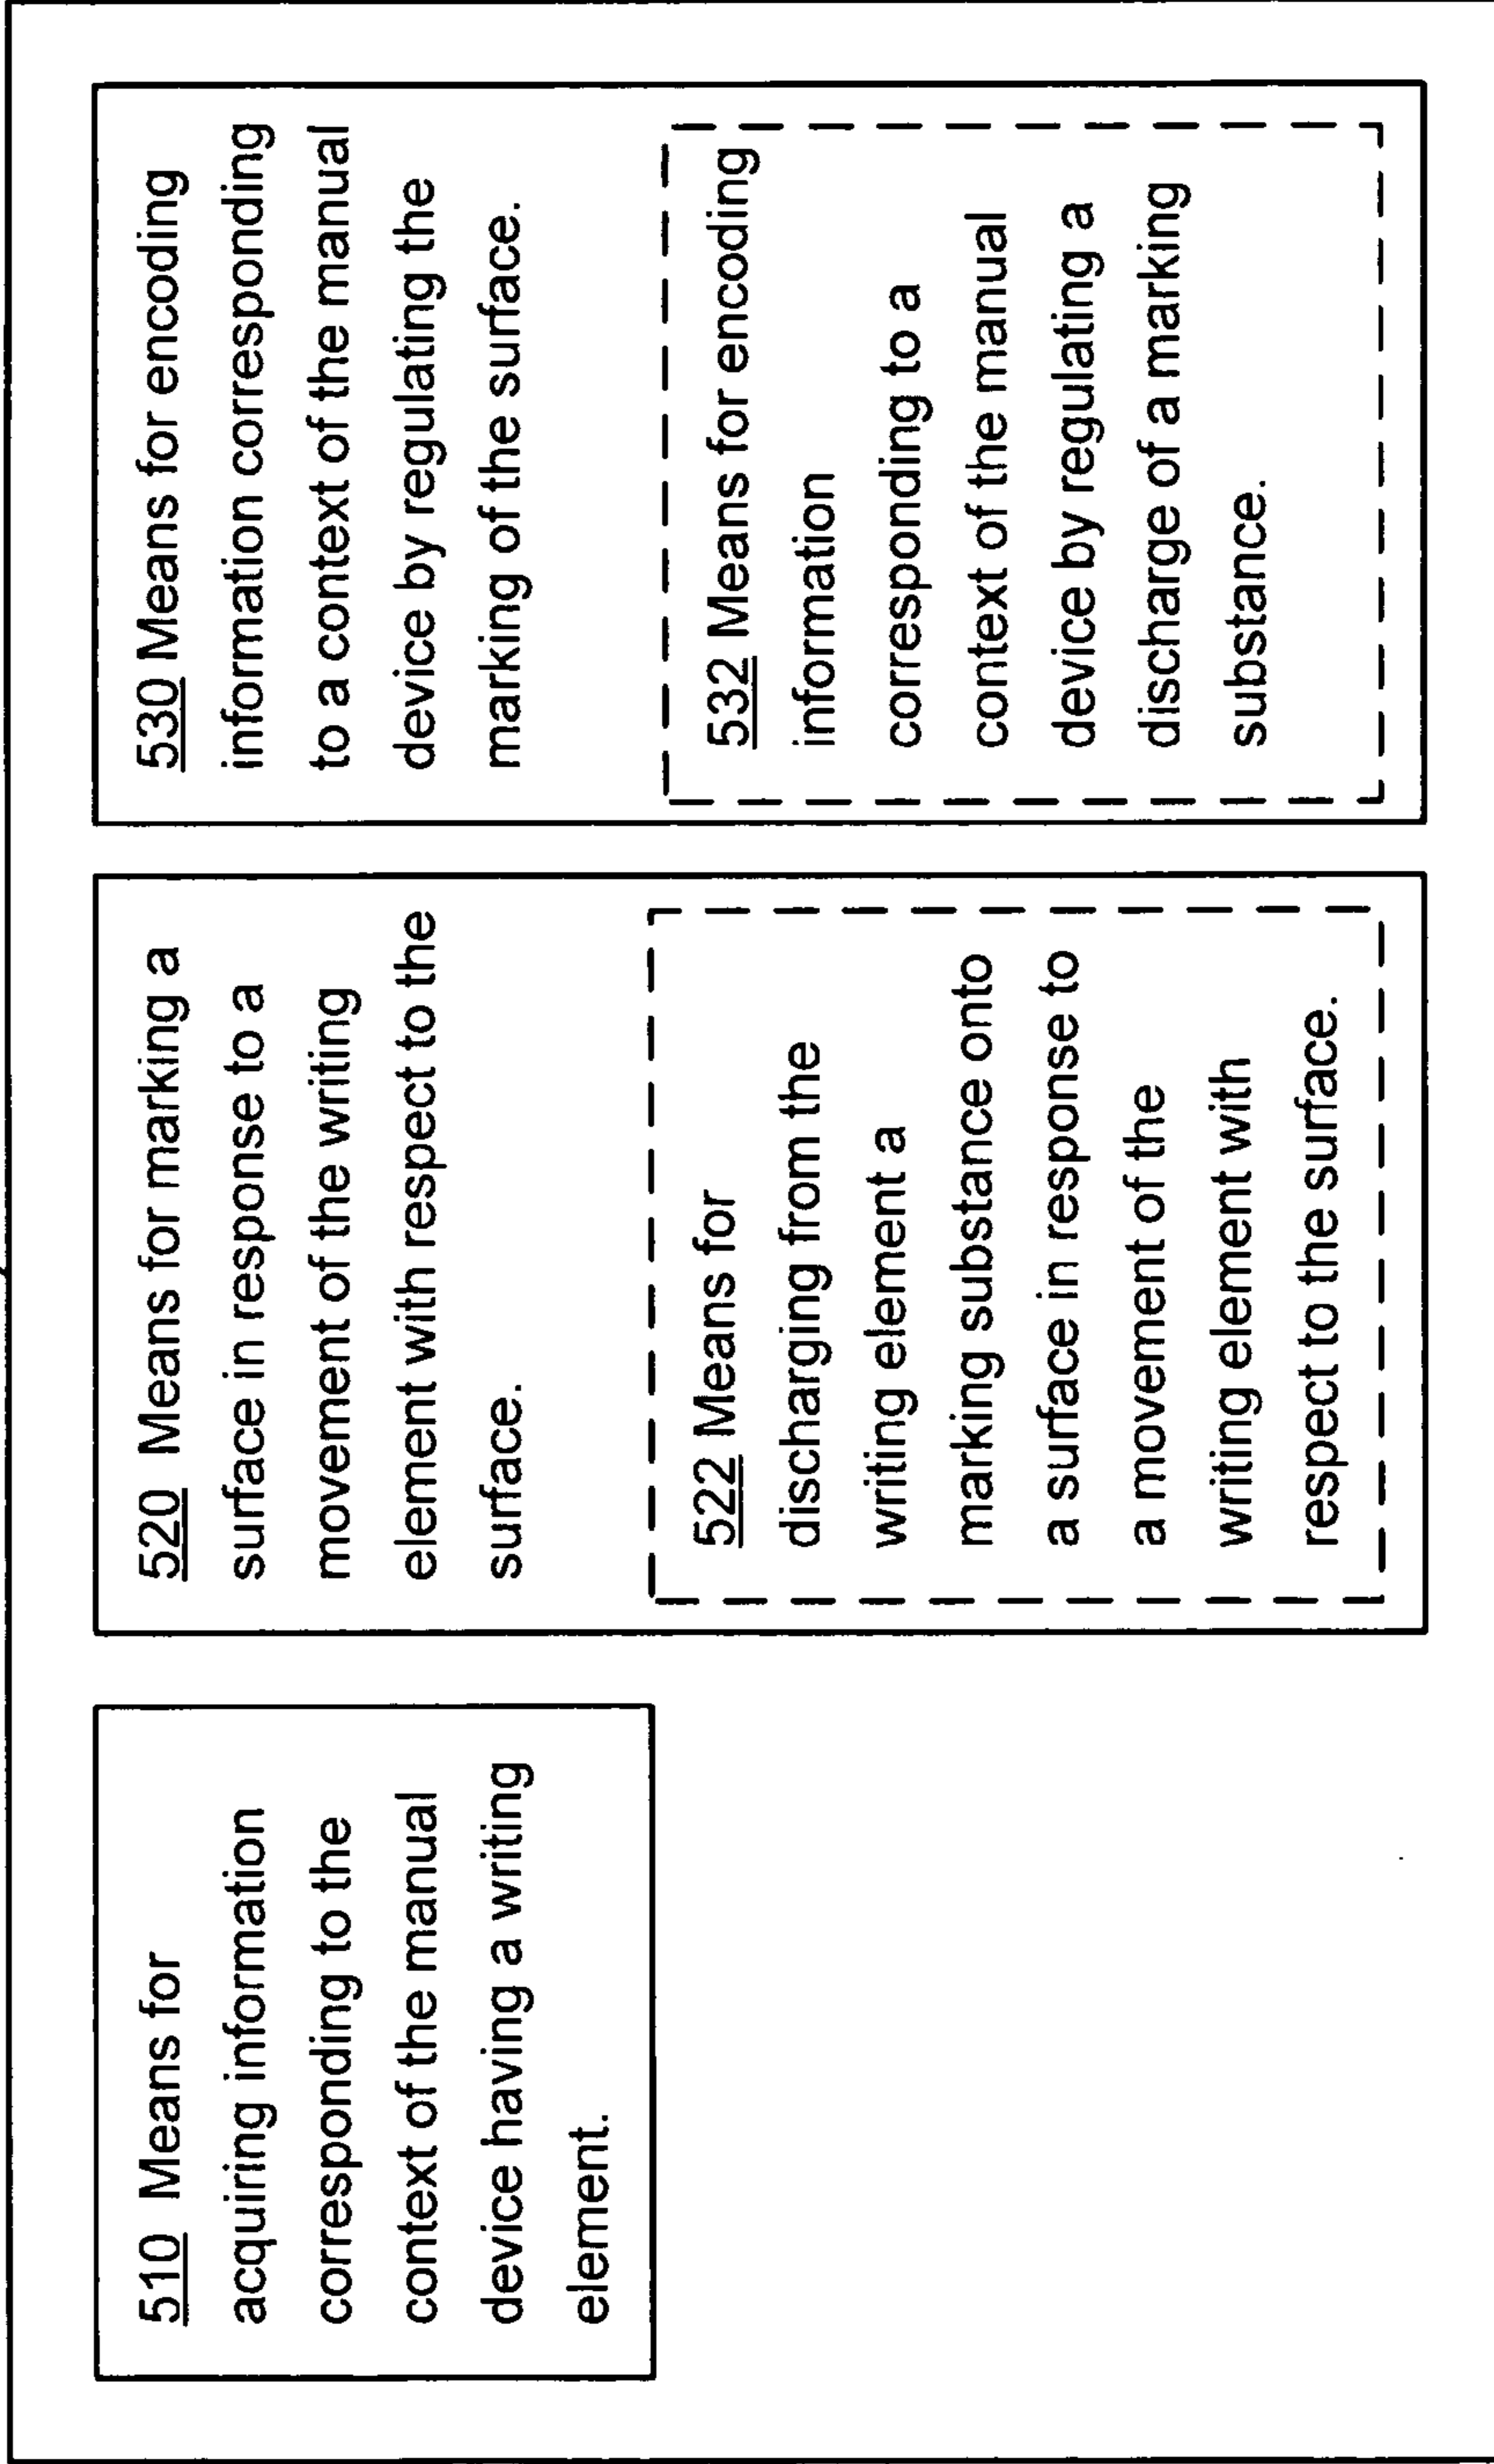 510 Means for
acquiring information
corresponding to the
context of the manual
device having a writing
element.
520 Means for marking a
surface in response to a
movement of the writing
element with respect to the
surface.
522 Means for
discharging from the
writing element a
marking substance onto
a surface in response to
a movement of the
writing element with
respect to the surface.
530 Means for encoding
information corresponding
to a context of the manual
device by regulating the
marking of the surface.
532 Means for encoding
information
corresponding to a
context of the manual
device by regulating a
discharge of a marking
substance.